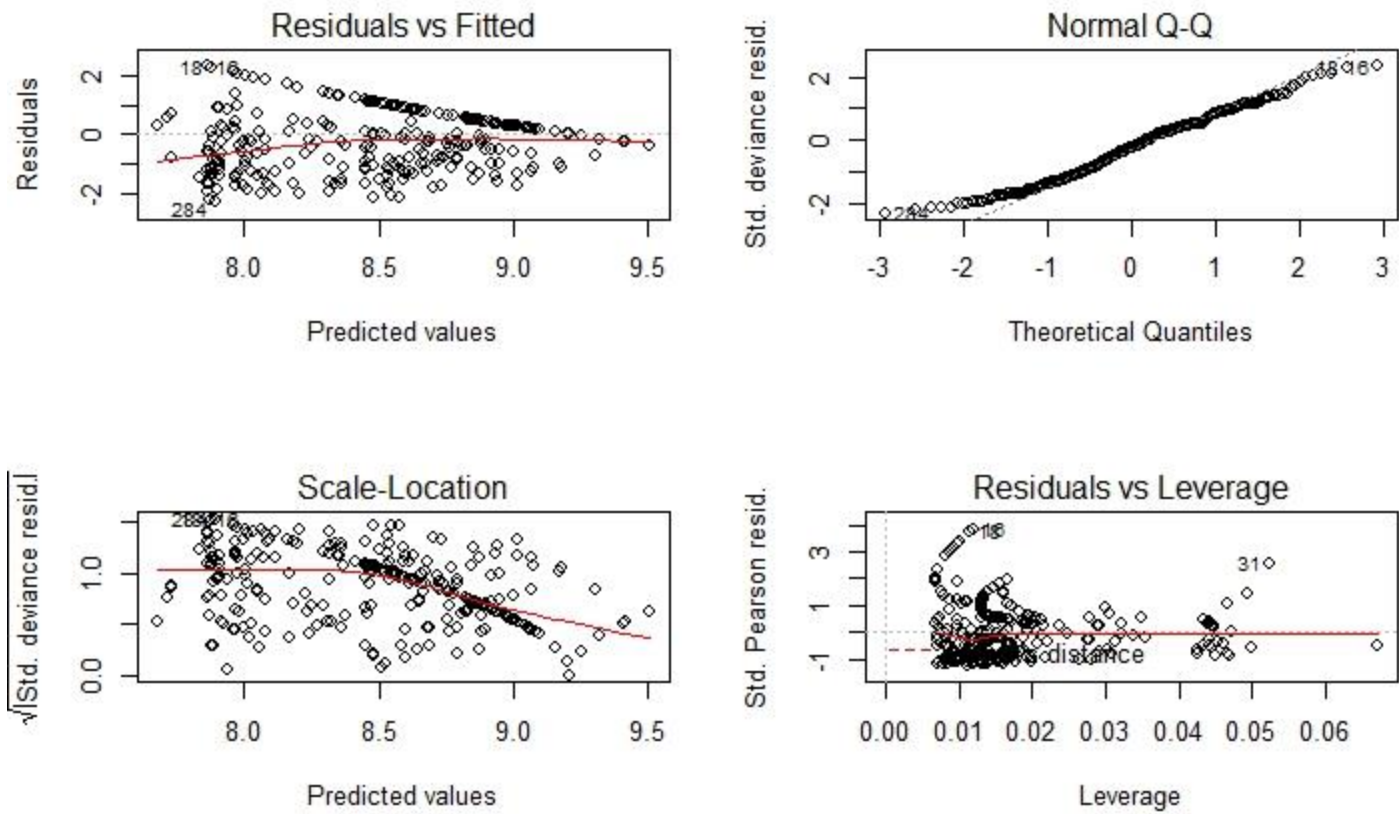 Residuals vs Fitted
Residuals
2
0
-2
18 16
284
8.0 8.5 9.0 9.5
Predicted values
Normal Q-Q
Std. deviance resid.
2
0
-2
18 16
284
-3 -2 -1 0 1 2 3
Theoretical Quantiles
Scale-Location
√|Std. deviance resid.|
1.0
0.0
8.0 8.5 9.0 9.5
Predicted values
Residuals vs Leverage
Std. Pearson resid.
3
1
-1
16
31
distance
0.00 0.01 0.02 0.03 0.04 0.05 0.06
Leverage